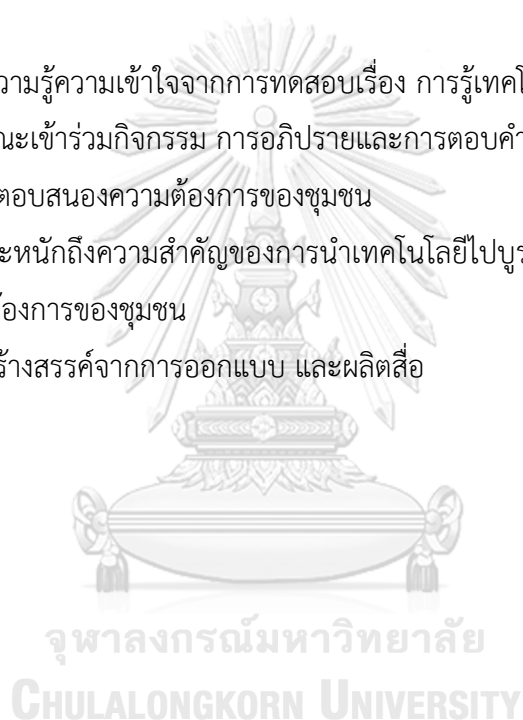 วามรู้ความเข้าใจจากการทดสอบเรื่อง การรู้เทคโ
ณะเข้าร่วมกิจกรรม การอภิปรายและการตอบคำ
ตอบสนองความต้องการของชุมชน
ะหนักถึงความสำคัญของการนำเทคโนโลยีไปบูร
้องการของชุมชน
ร้างสรรค์จากการออกแบบ และผลิตสื่อ
จุฬาลงกรณ์มหาวิทยาลัย
CHULALONGKORN UNIVERSITY